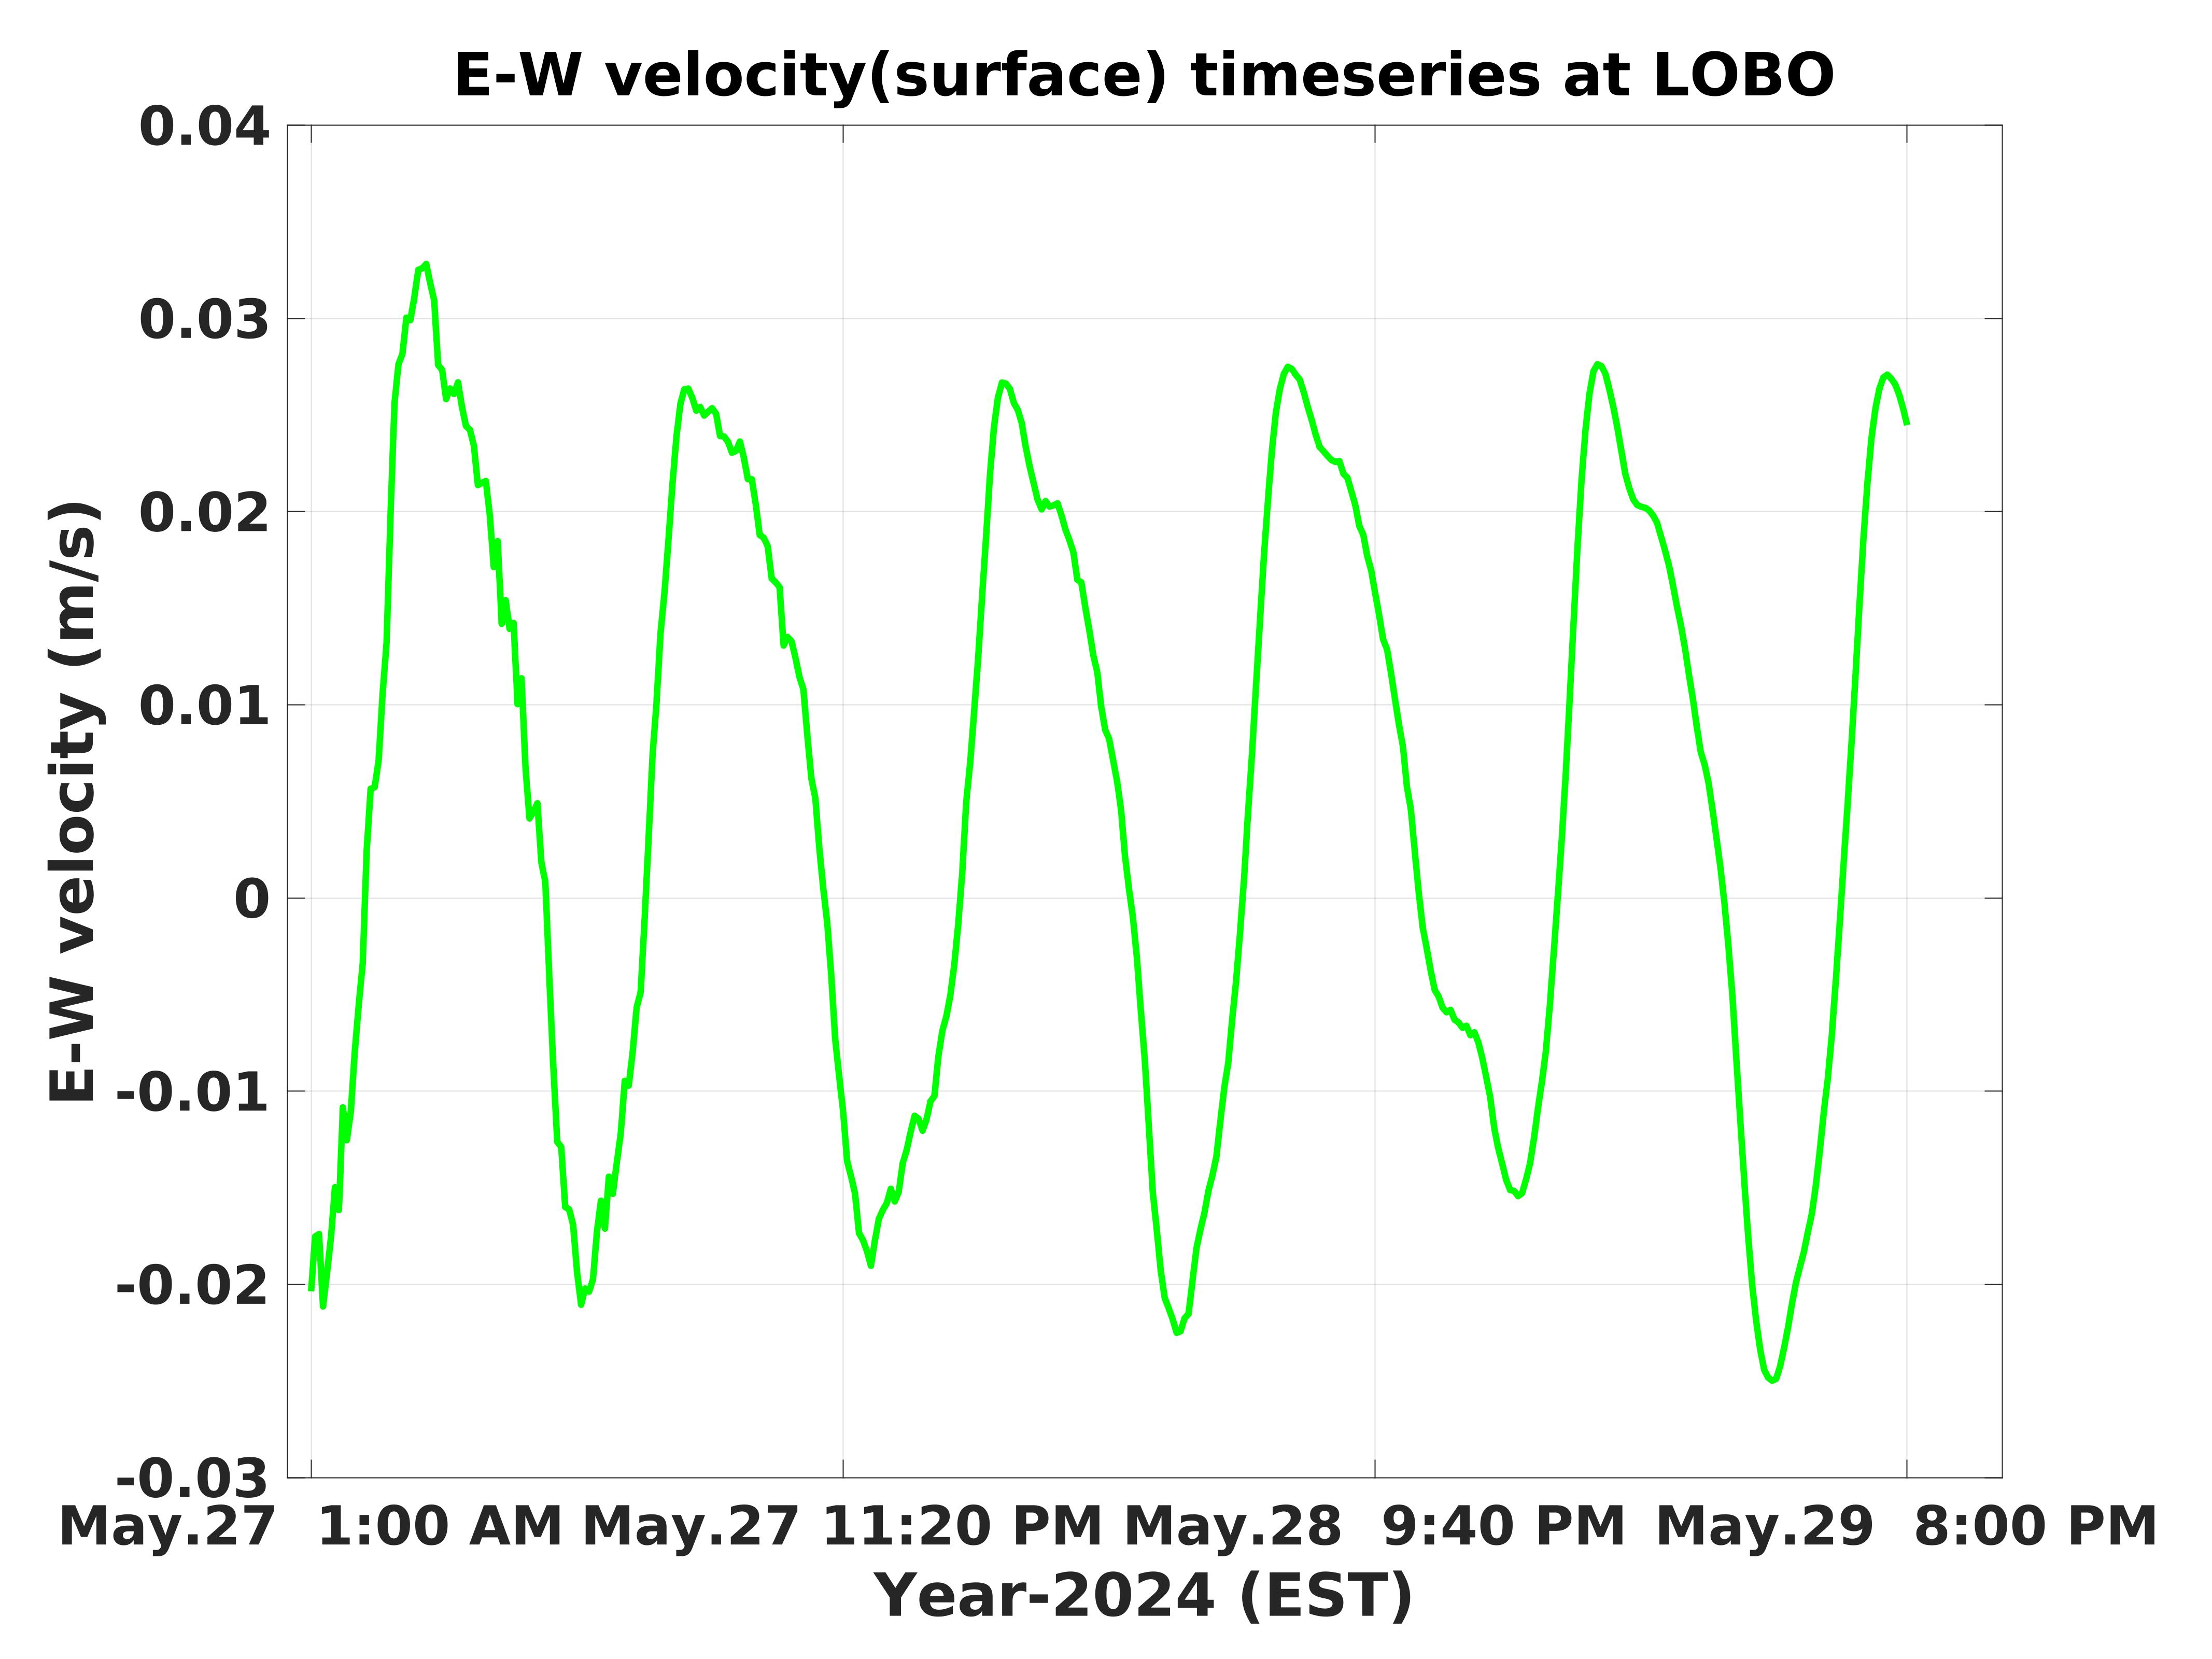 E-W velocity(surface) timeseries at LOBO
0.04
0.03
0.02
0.01
0
-0.01
-0.02
-0.03
E-W velocity (m/s)
May.27 1:00 AM May.27 11:20 PM May.28 9:40 PM May.29 8:00 PM
Year-2024 (EST)